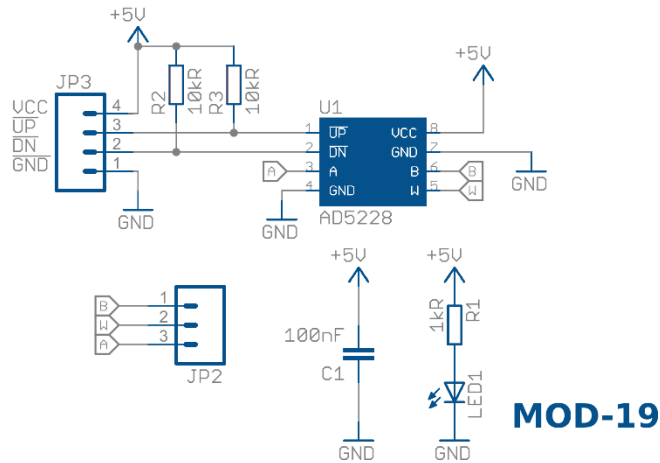 +5V
JP3
VCC 4
UP 3
DN 2
GND 1
R2 10kR
R3 10kR
GND
+5V
U1
1 UP VCC 8
2 DN GND 7
A 3 A B 6 B
4 GND W 5 W
AD5228
GND
GND
B 1
W 2
A 3
JP2
+5V
100nF
C1
GND
+5V
1kR R1
LED1
GND
MOD-19